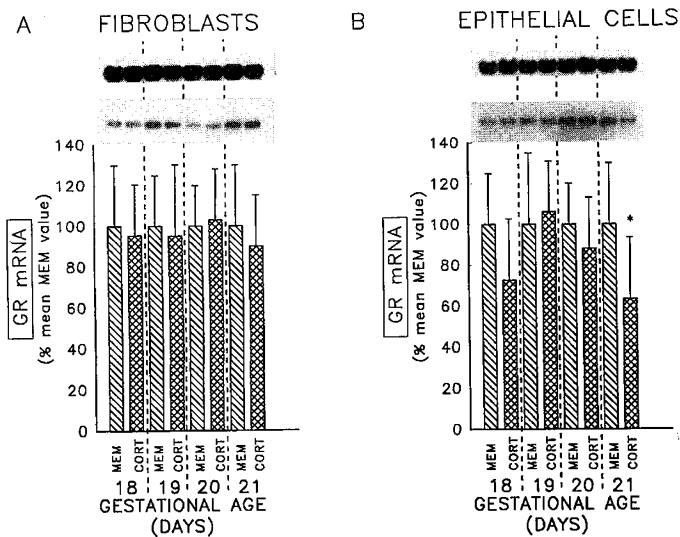 A FIBROBLASTS
140
120
100
80
60
40
20
0
GR mRNA
(% mean MEM value)
MEM CORT MEM CORT MEM CORT MEM CORT
18 19 20 21
GESTATIONAL AGE
(DAYS)
B EPITHELIAL CELLS
140
120
100
80
60
40
20
0
GR mRNA
(% mean MEM value)
*
MEM CORT MEM CORT MEM CORT MEM CORT
18 19 20 21
GESTATIONAL AGE
(DAYS)